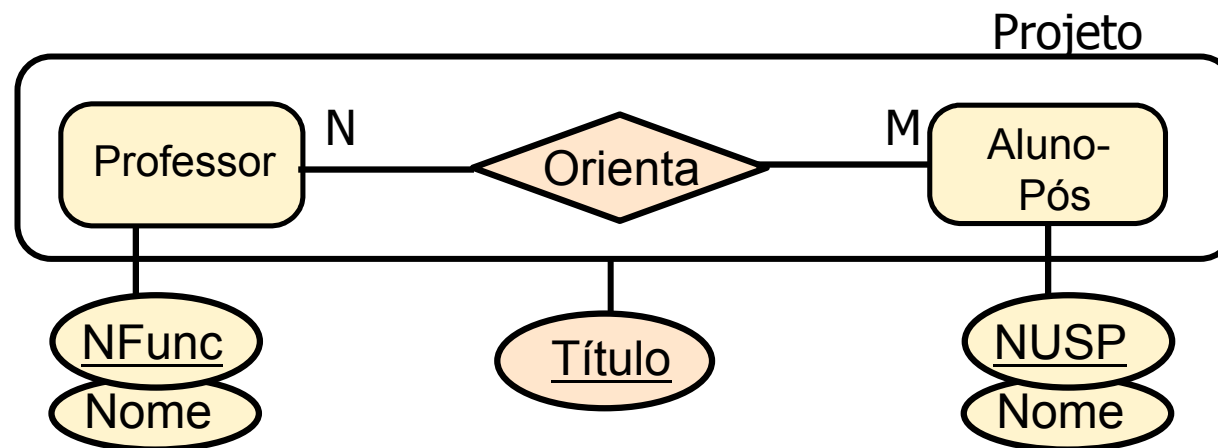 Projeto
Professor
N
Orienta
M
Aluno-
Pós
NFunc
Nome
Título
NUSP
Nome